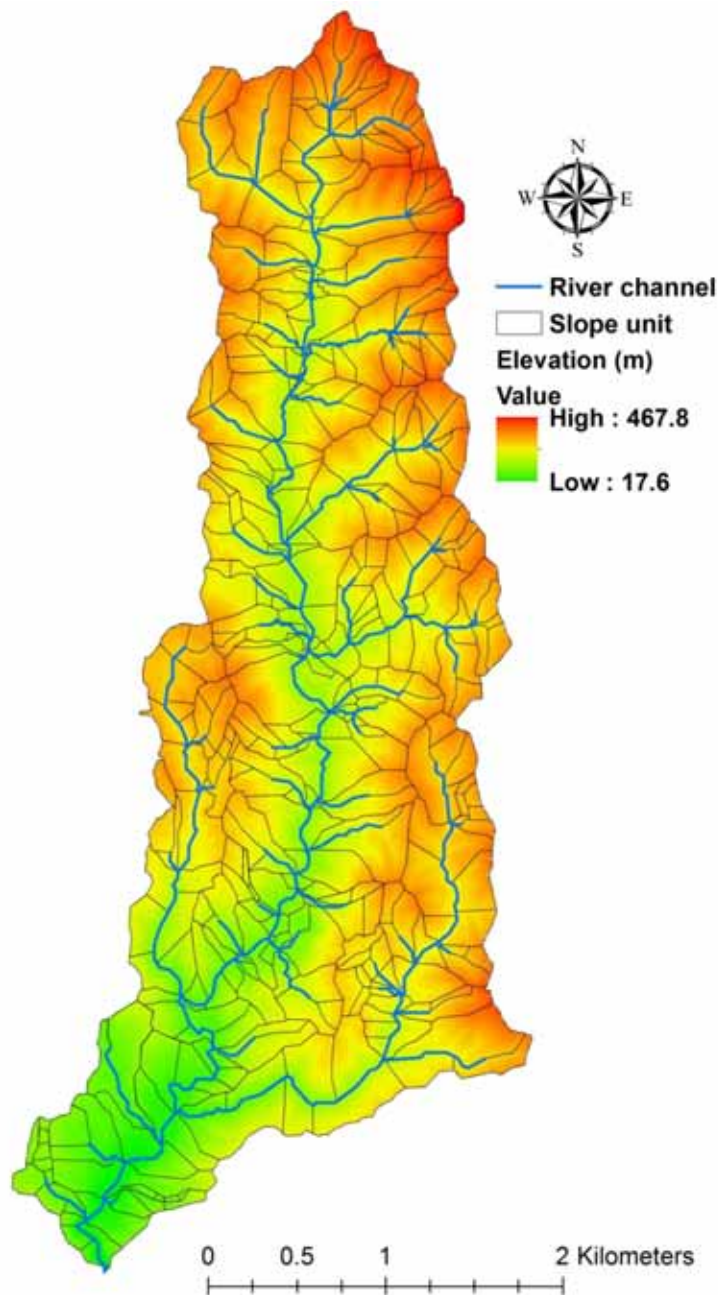 N
W E
S
River channel
Slope unit
Elevation (m)
Value
High : 467.8
Low : 17.6
0 0.5 1 2 Kilometers